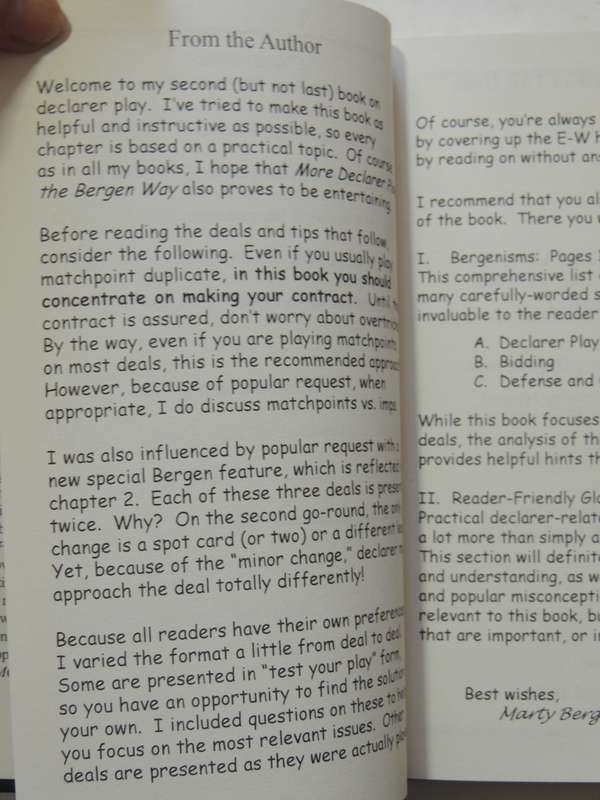 From the Author
Welcome to my second (but not last) book on
declarer play. I've tried to make this book as
helpful and instructive as possible, so every
chapter is based on a practical topic. Of course,
as in all my books, I hope that More Declarer
the Bergen Way also proves to be entertaining.
Before reading the deals and tips that follow,
consider the following. Even if you usually play
matchpoint duplicate, in this book you should
concentrate on making your contract. Until
contract is assured, don't worry about
By the way, even if you are playing matchpoints
on most deals, this is the recommended
However, because of popular request, when
appropriate, I do discuss matchpoints vs. imps.
I was also influenced by popular request with
new special Bergen feature, which is reflected
chapter 2. Each of these three deals is
twice. Why? On the second go-round, the
change is a spot card (or two) or a different
Yet, because of the "minor change," declarer
approach the deal totally differently!
Because all readers have their own
I varied the format a little from deal to deal.
Some are presented in "test your play" form,
so you have an opportunity to find the
your own. I included questions on these to
you focus on the most relevant issues. Other
deals are presented as they were actually
Of course, you're always
by covering up the E-W
by reading on without
I recommend that you
of the book. There you
I. Bergenisms: Pages
This comprehensive list
many carefully-worded
invaluable to the reader
A. Declarer Play
B. Bidding
C. Defense and
While this book focuses
deals, the analysis of
provides helpful hints
II. Reader-Friendly
Practical
a lot more than simply
This section will
and understanding, as
and popular
relevant to this book,
that are important, or
Best wishes,
Marty